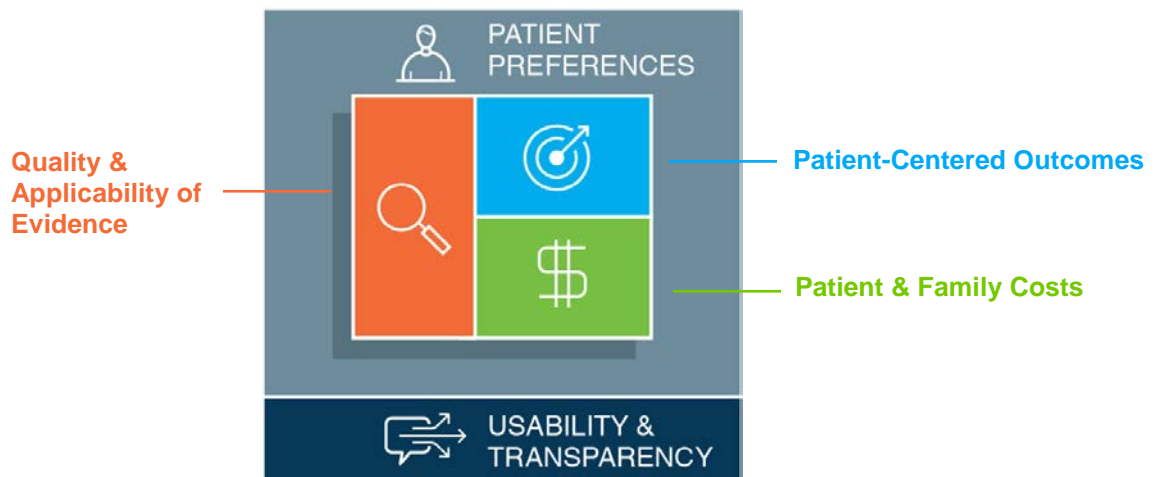 PATIENT
PREFERENCES
Quality &
Applicability of
Evidence
Patient-Centered Outcomes
$
Patient & Family Costs
USABILITY &
TRANSPARENCY